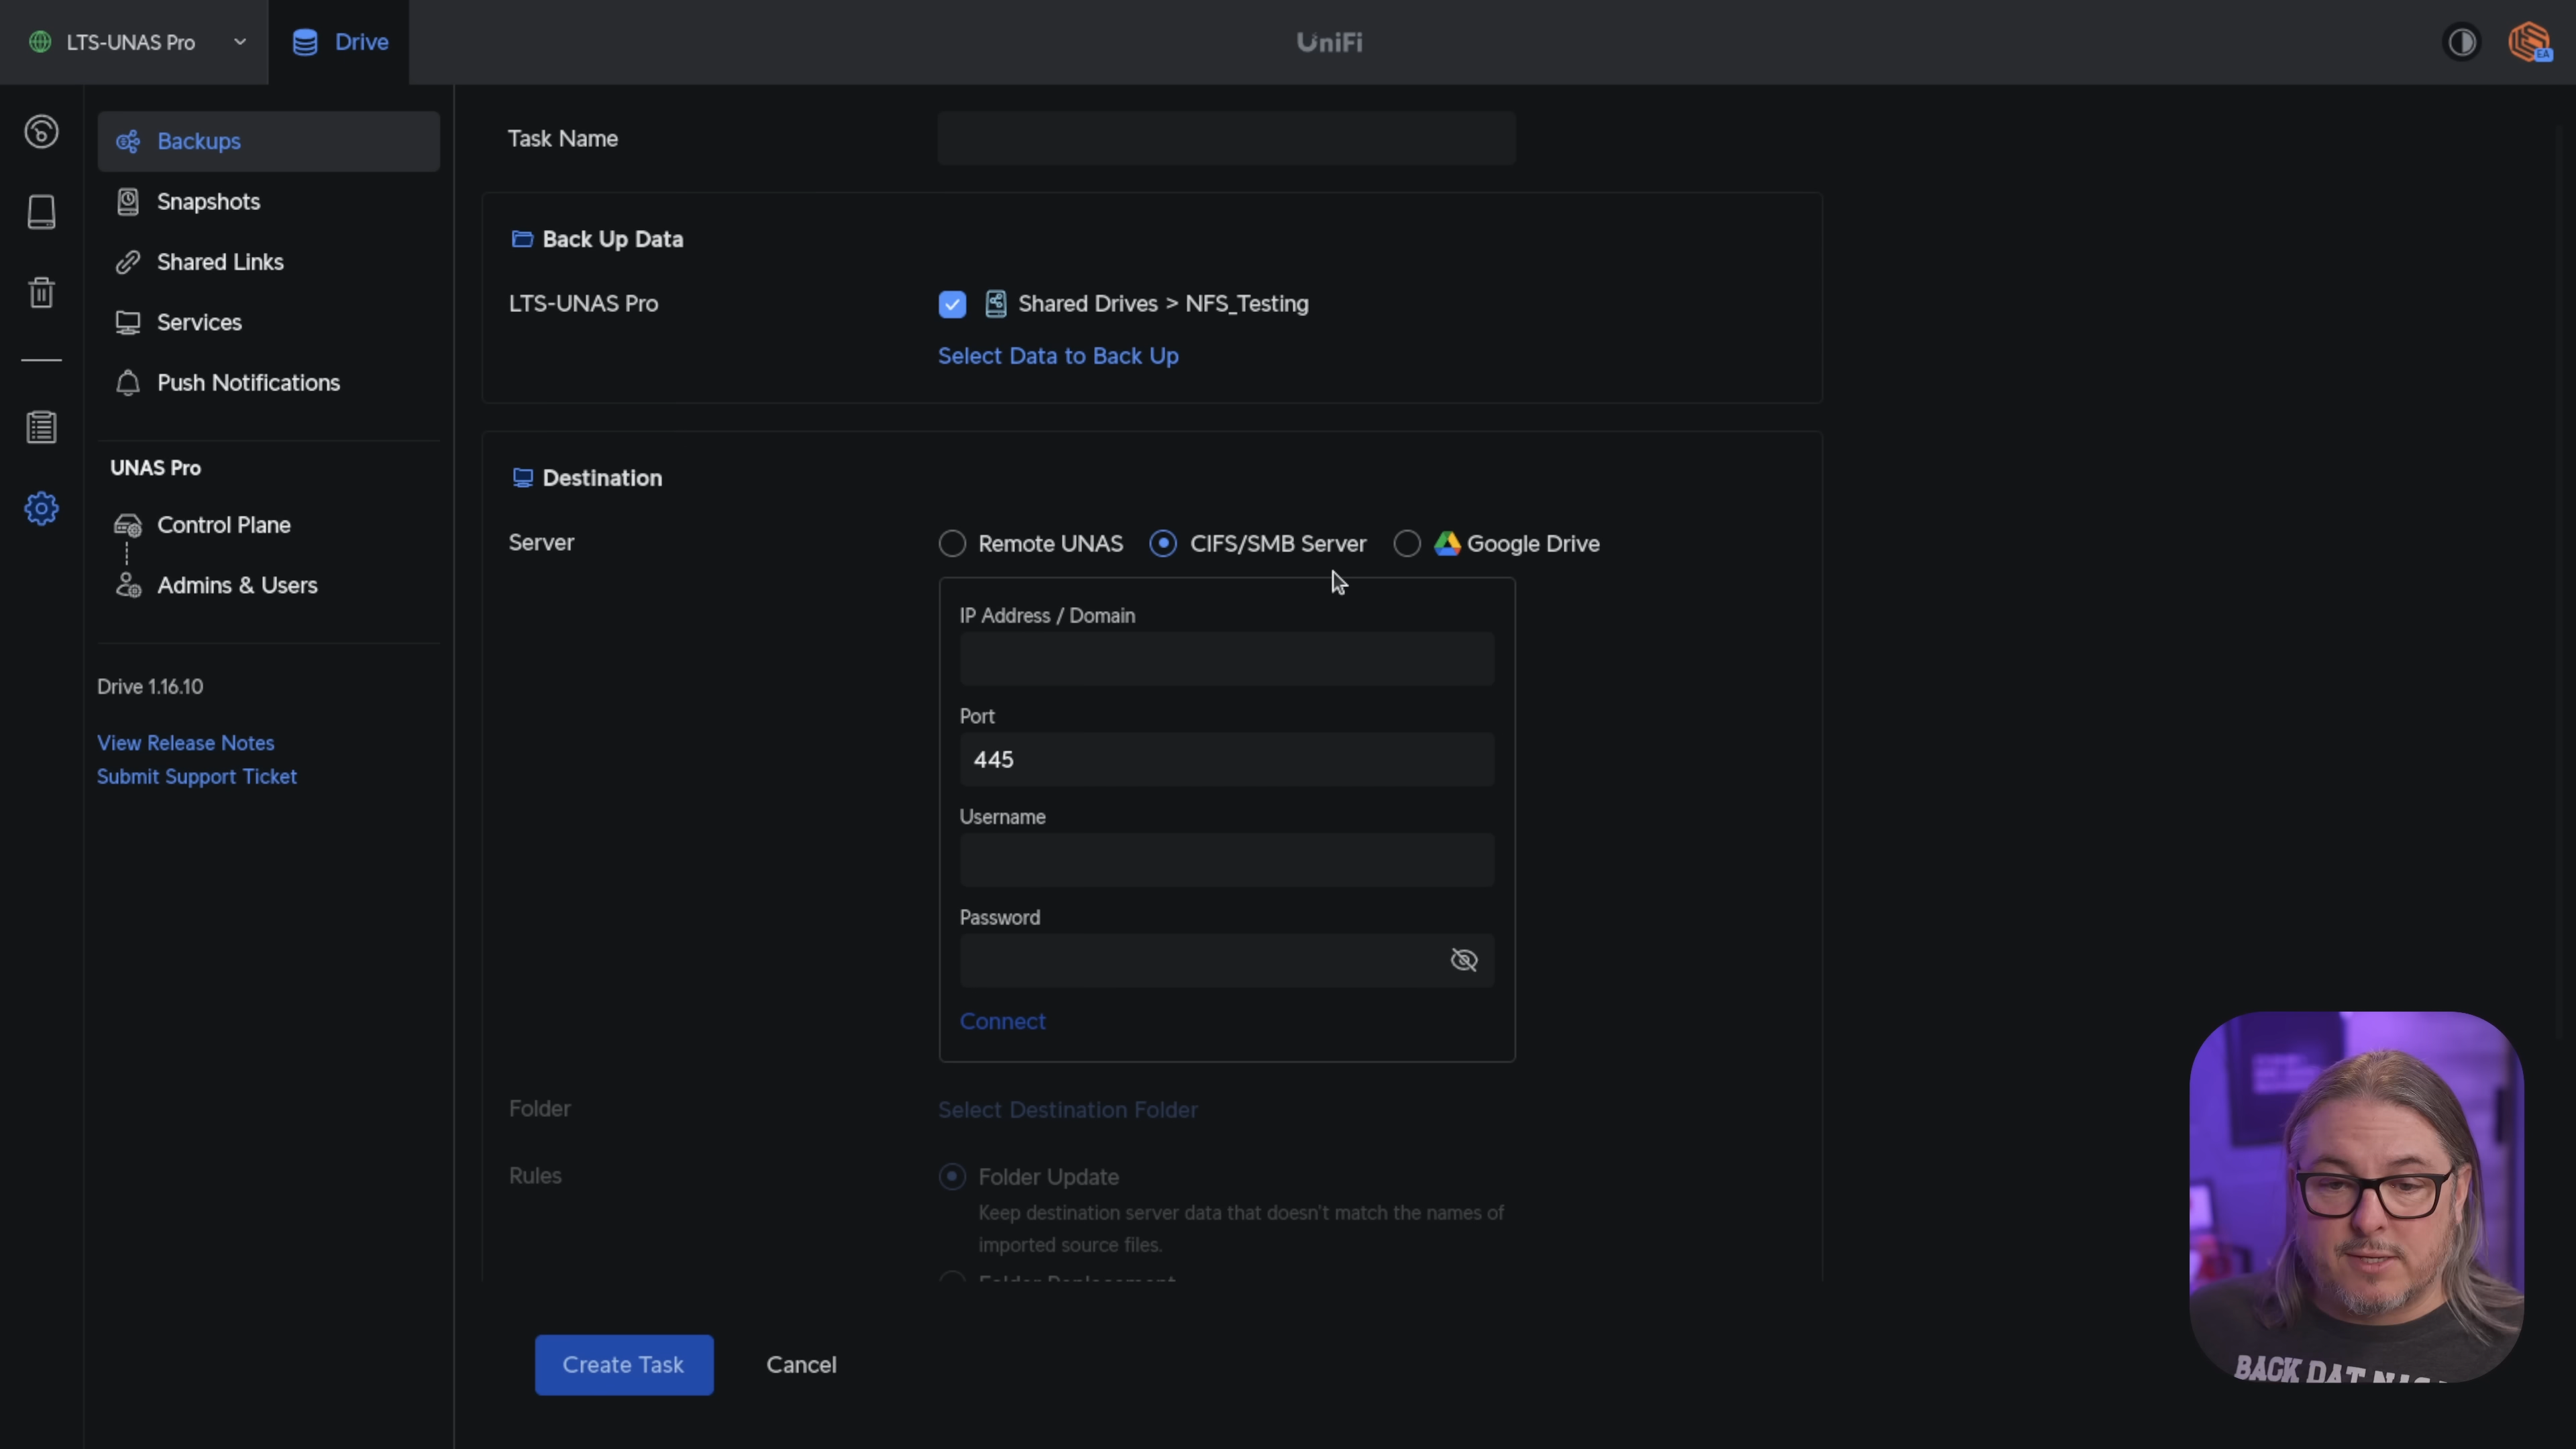 LTS-UNAS Pro
Drive
UniFi
EA
Backups
Snapshots
Shared Links
Services
Push Notifications
UNAS Pro
Control Plane
Admins & Users
Drive 1.16.10
View Release Notes
Submit Support Ticket
Task Name
Back Up Data
LTS-UNAS Pro
Shared Drives > NFS_Testing
Select Data to Back Up
Destination
Server
Remote UNAS
CIFS/SMB Server
Google Drive
IP Address / Domain
Port
445
Username
Password
Connect
Folder
Select Destination Folder
Rules
Folder Update
Keep destination server data that doesn't match the names of
imported source files.
Folder Replacement
Create Task
Cancel
BACK DAT